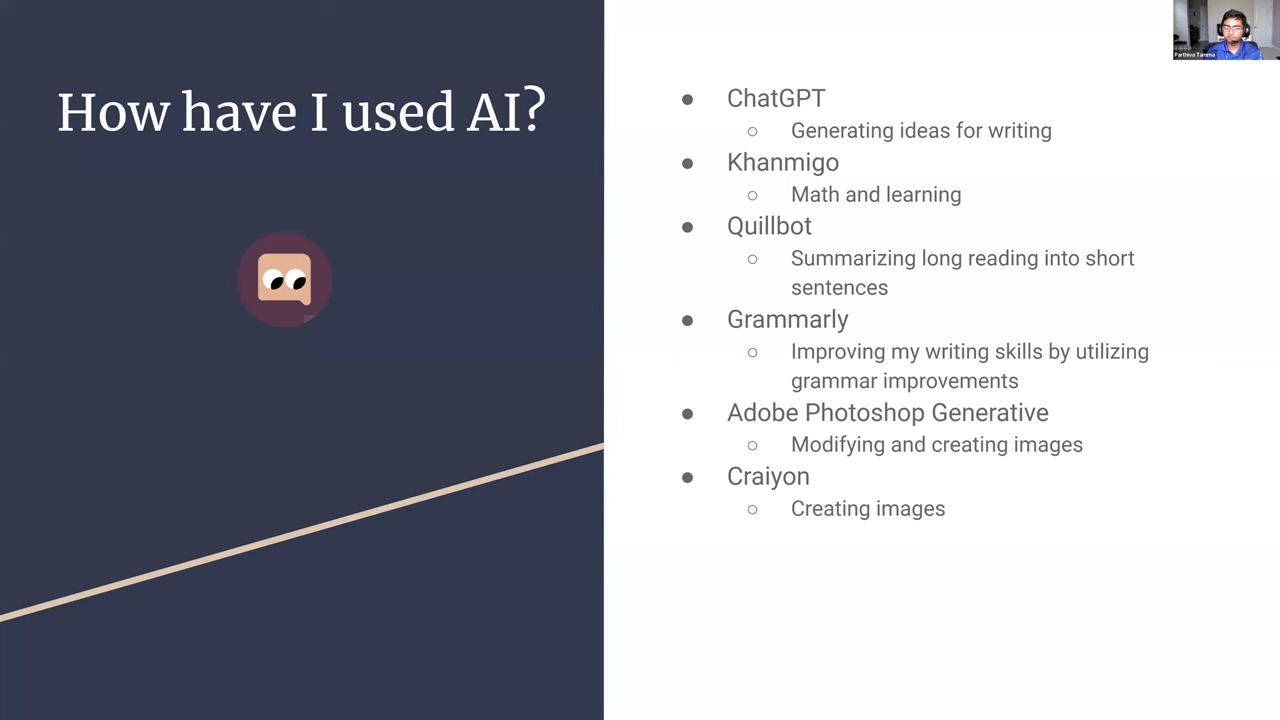 How have I used AI?
● ChatGPT
○ Generating ideas for writing
● Khanmigo
○ Math and learning
● Quillbot
○ Summarizing long reading into short
sentences
● Grammarly
○ Improving my writing skills by utilizing
grammar improvements
● Adobe Photoshop Generative
○ Modifying and creating images
● Craiyon
○ Creating images
Parthiva Tamma